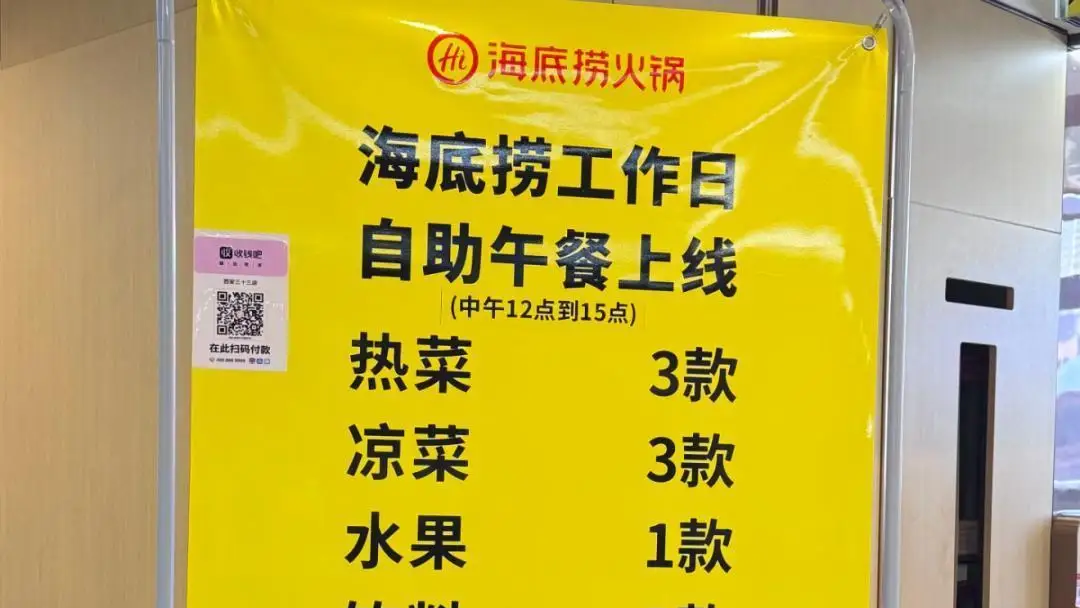 Hi 海底捞火锅
海底捞工作日
自助午餐上线
(中午12点到15点)
热菜 3款
凉菜 3款
水果 1款
收 收钱吧
在此扫码付款